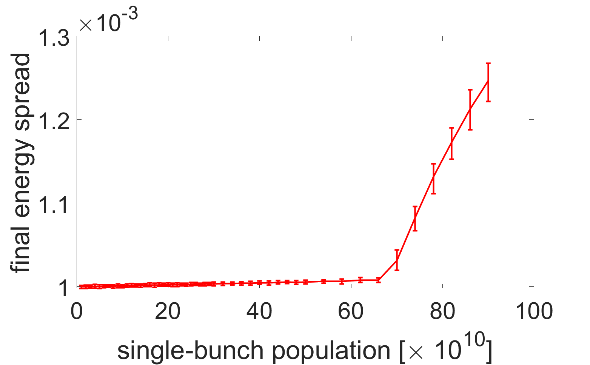 ×10-3
1.3
1.2
1.1
1
final energy spread
0 20 40 60 80 100
single-bunch population [× 1010]